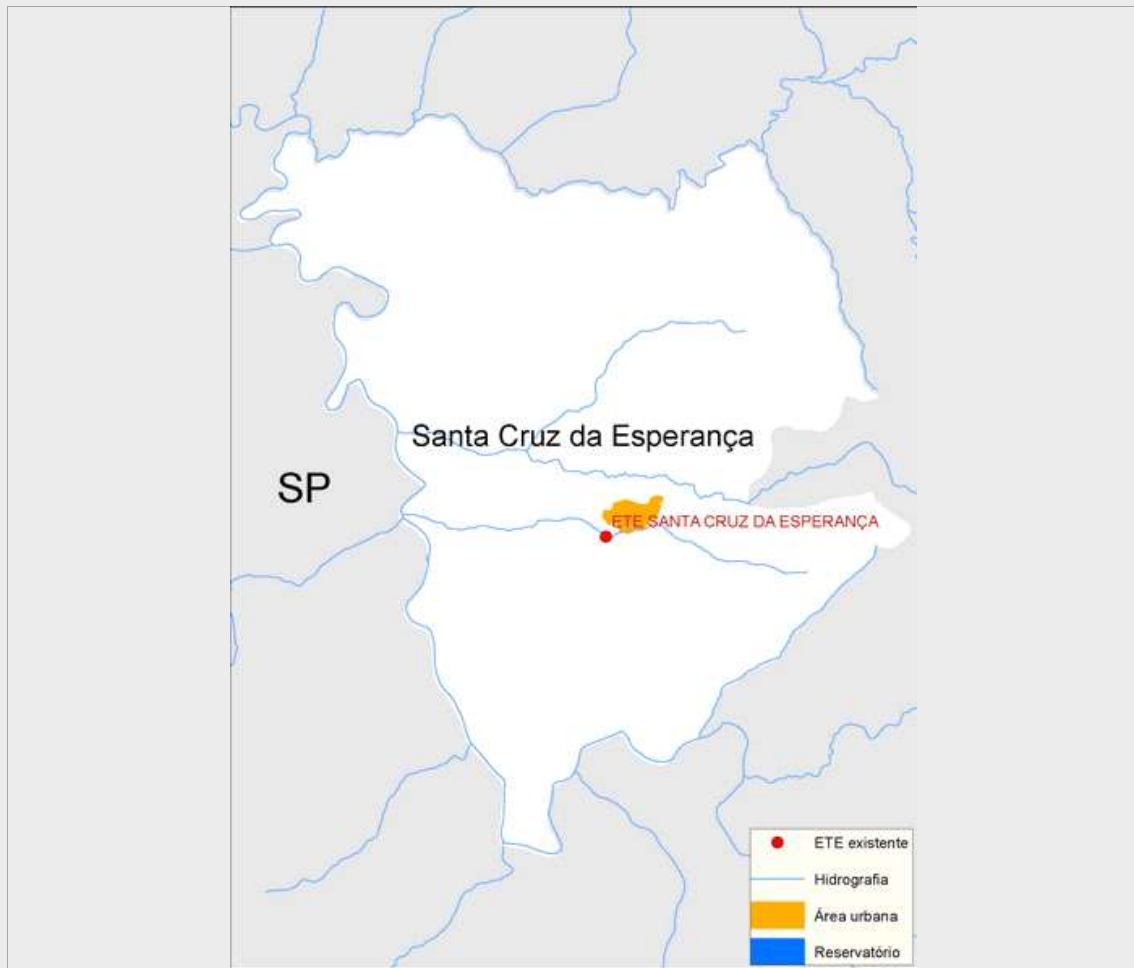 Santa Cruz da Esperança
SP
ETE SANTA CRUZ DA ESPERANÇA
ETE existente
Hidrografia
Área urbana
Reservatório